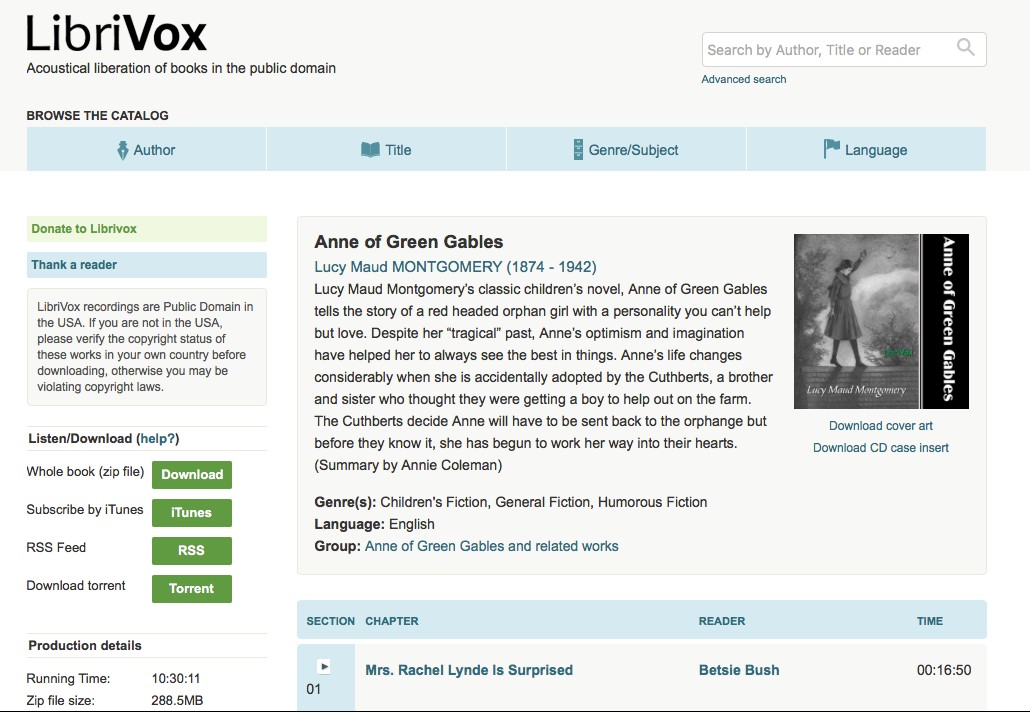 LibriVox
Acoustical liberation of books in the public domain
Search by Author, Title or Reader
Advanced search
BROWSE THE CATALOG
Author
Title
Genre/Subject
Language
Donate to Librivox
Thank a reader
LibriVox recordings are Public Domain in
the USA. If you are not in the USA,
please verify the copyright status of
these works in your own country before
downloading, otherwise you may be
violating copyright laws.
Listen/Download (help?)
Whole book (zip file) Download
Subscribe by iTunes iTunes
RSS Feed RSS
Download torrent Torrent
Production details
Running Time: 10:30:11
Zip file size: 288.5MB
Anne of Green Gables
Lucy Maud MONTGOMERY (1874 - 1942)
Lucy Maud Montgomery's classic children's novel, Anne of Green Gables
tells the story of a red headed orphan girl with a personality you can't help
but love. Despite her “tragical” past, Anne's optimism and imagination
have helped her to always see the best in things. Anne's life changes
considerably when she is accidentally adopted by the Cuthberts, a brother
and sister who thought they were getting a boy to help out on the farm.
The Cuthberts decide Anne will have to be sent back to the orphange but
before they know it, she has begun to work her way into their hearts.
(Summary by Annie Coleman)
Genre(s): Children's Fiction, General Fiction, Humorous Fiction
Language: English
Group: Anne of Green Gables and related works
Anne of Green Gables
Lucy Maud Montgomery
Download cover art
Download CD case insert
SECTION CHAPTER READER TIME
01 Mrs. Rachel Lynde Is Surprised Betsie Bush 00:16:50